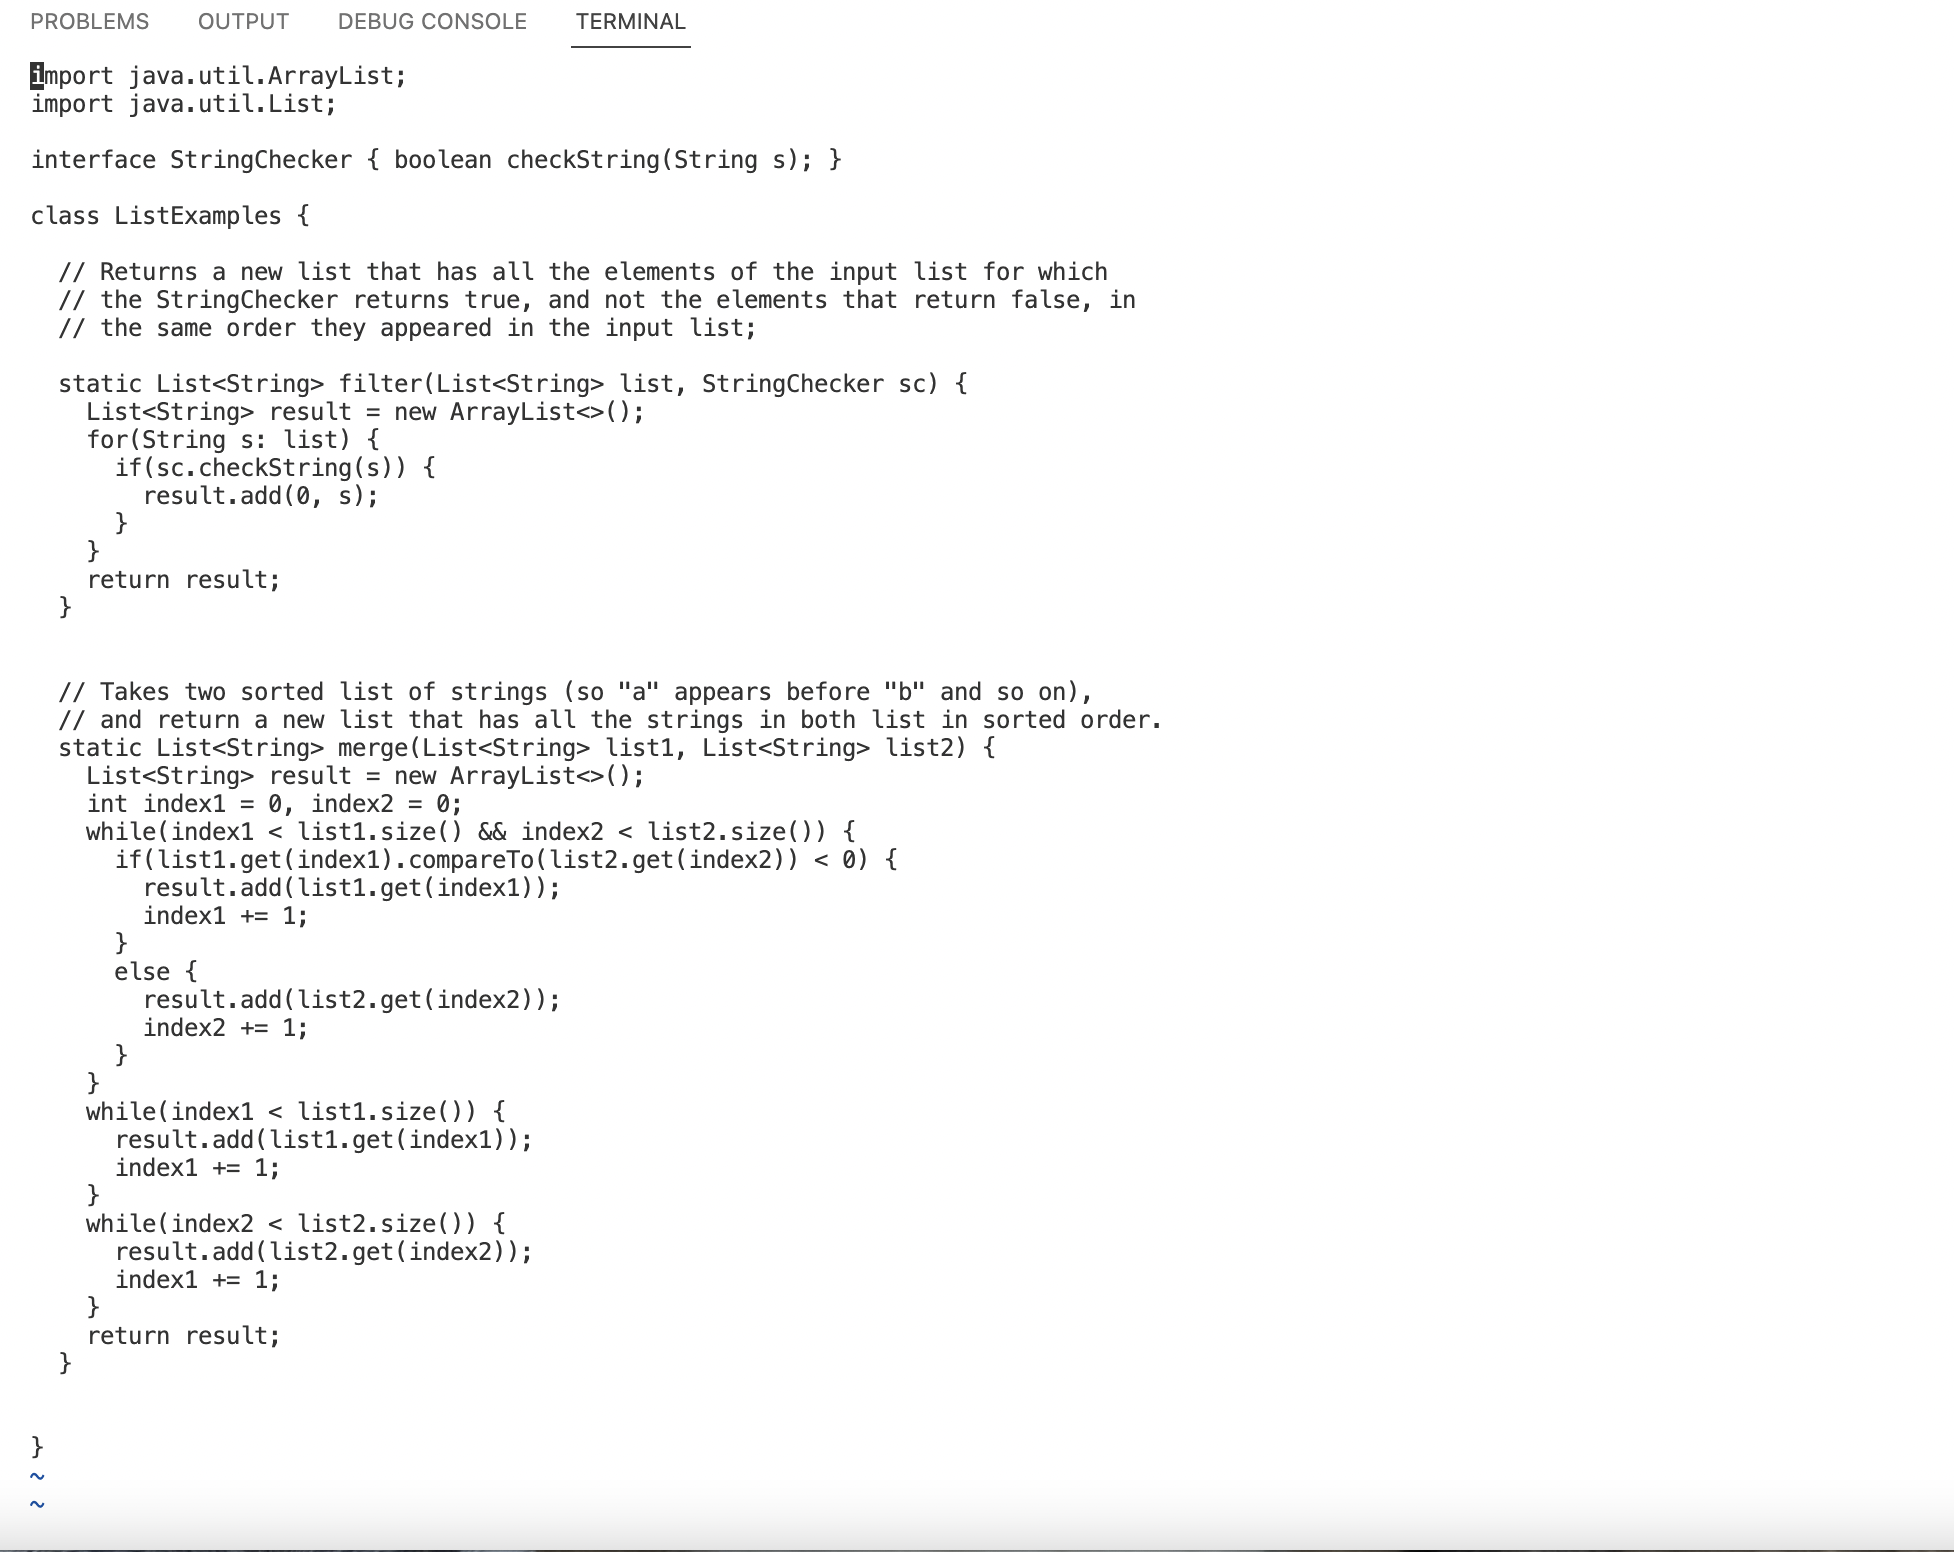 PROBLEMS OUTPUT DEBUG CONSOLE TERMINAL
import java.util.ArrayList;
import java.util.List;

interface StringChecker { boolean checkString(String s); }

class ListExamples {

  // Returns a new list that has all the elements of the input list for which
  // the StringChecker returns true, and not the elements that return false, in
  // the same order they appeared in the input list;

  static List<String> filter(List<String> list, StringChecker sc) {
    List<String> result = new ArrayList<>();
    for(String s: list) {
      if(sc.checkString(s)) {
        result.add(0, s);
      }
    }
    return result;
  }


  // Takes two sorted list of strings (so "a" appears before "b" and so on),
  // and return a new list that has all the strings in both list in sorted order.
  static List<String> merge(List<String> list1, List<String> list2) {
    List<String> result = new ArrayList<>();
    int index1 = 0, index2 = 0;
    while(index1 < list1.size() && index2 < list2.size()) {
      if(list1.get(index1).compareTo(list2.get(index2)) < 0) {
        result.add(list1.get(index1));
        index1 += 1;
      }
      else {
        result.add(list2.get(index2));
        index2 += 1;
      }
    }
    while(index1 < list1.size()) {
      result.add(list1.get(index1));
      index1 += 1;
    }
    while(index2 < list2.size()) {
      result.add(list2.get(index2));
      index1 += 1;
    }
    return result;
  }


}
~
~